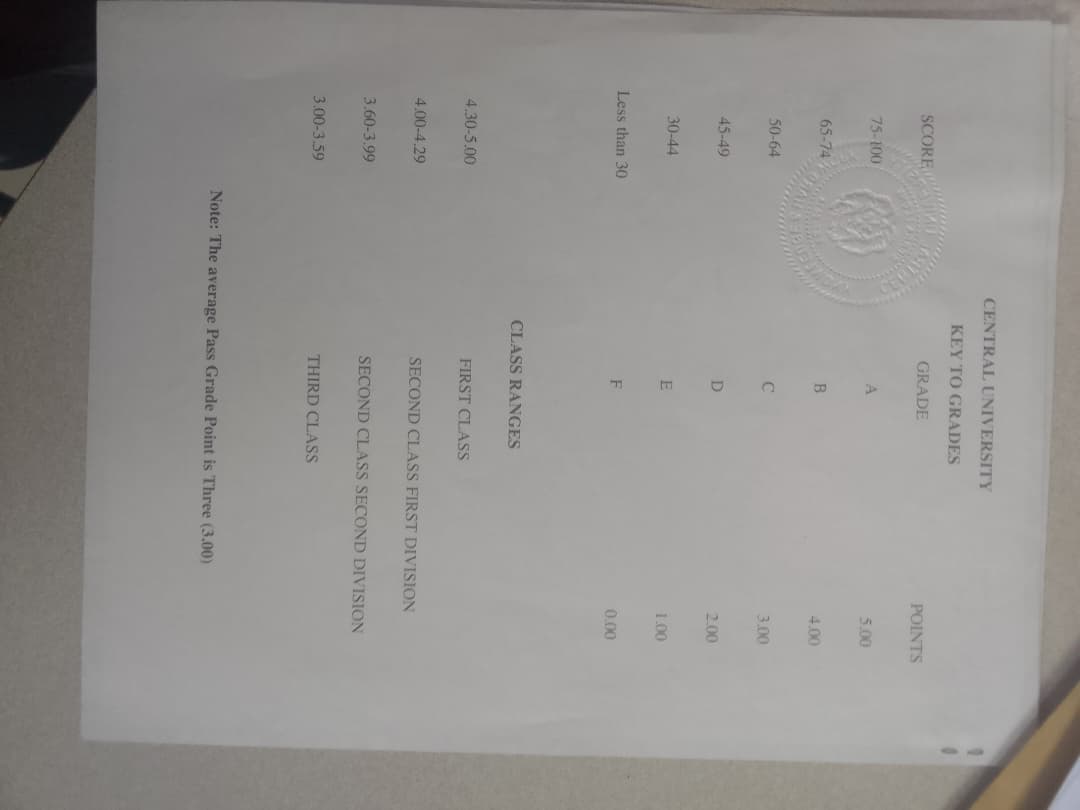 CENTRAL UNIVERSITY
KEY TO GRADES
SCORE GRADE POINTS
75-100 A 5.00
65-74 B 4.00
50-64 C 3.00
45-49 D 2.00
30-44 E 1.00
Less than 30 F 0.00
CLASS RANGES
4.30-5.00 FIRST CLASS
4.00-4.29 SECOND CLASS FIRST DIVISION
3.60-3.99 SECOND CLASS SECOND DIVISION
3.00-3.59 THIRD CLASS
Note: The average Pass Grade Point is Three (3.00)